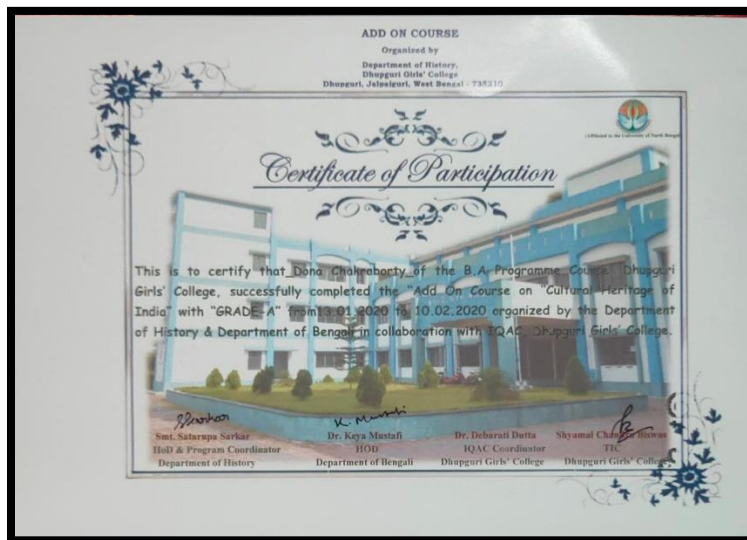 ADD ON COURSE
Organized by
Department of History,
Dhupguri Girls' College
Dhupguri, Jalpaiguri, West Bengal - 735210
(Affiliated to the University of North Bengal
Certificate of Participation
This is to certify that Dona Chakraborty of the B.A Programme Course Dhupguri
Girls' College, successfully completed the "Add On Course on "Cultural Heritage of
India" with "GRADE-A" from13.01.2020 to 10.02.2020 organized by the Department
of History & Department of Bengali in collaboration with IQAC, Dhupguri Girls' College.
Sarkar K. Mustafi
Smt. Satarupa Sarkar Dr. Keya Mustafi Dr. Debarati Dutta Shyamal Chandra Biswas
HoD & Program Coordinator HOD IQAC Coordinator TIC
Department of History Department of Bengali Dhupguri Girls' College Dhupguri Girls' College